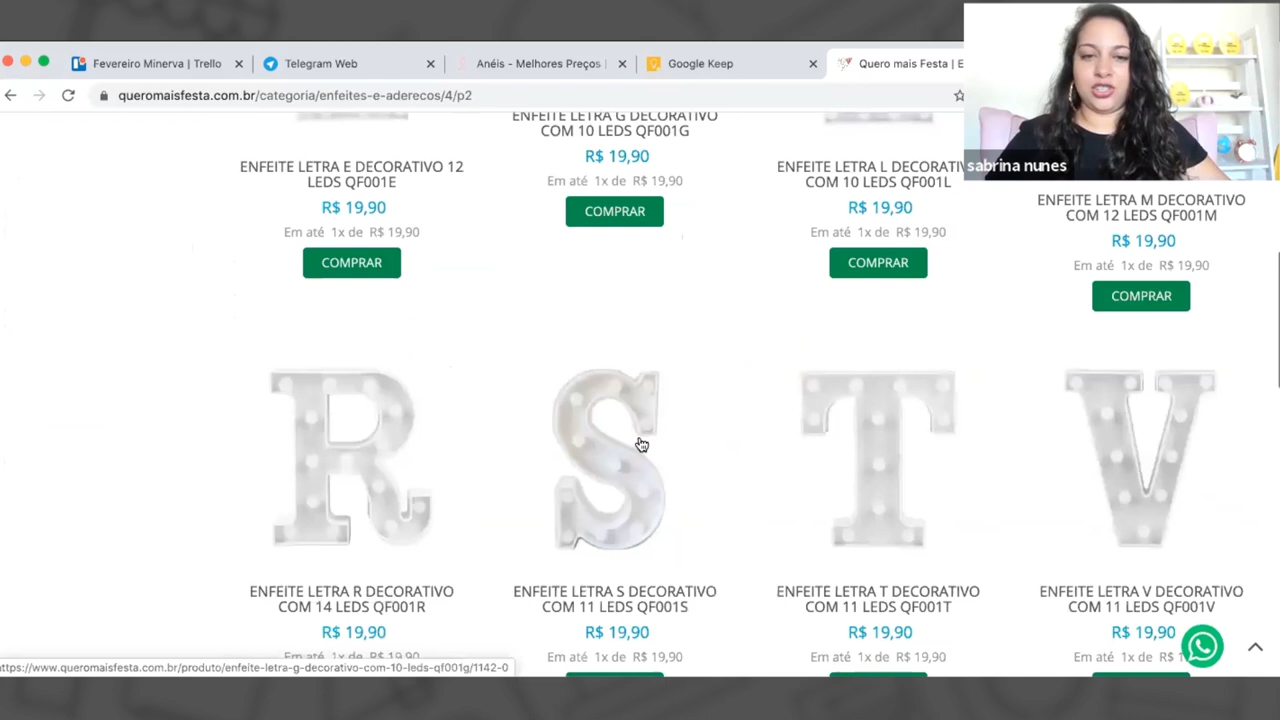 Fevereiro Minerva | Trello
Telegram Web
Anéis - Melhores Preços |
Google Keep
Quero mais Festa | E
queromaisfesta.com.br/categoria/enfeites-e-aderecos/4/p2
sabrina nunes
ENFEITE LETRA E DECORATIVO 12
LEDS QF001E
R$ 19,90
Em até 1x de R$ 19,90
COMPRAR
ENFEITE LETRA G DECORATIVO
COM 10 LEDS QF001G
R$ 19,90
Em até 1x de R$ 19,90
COMPRAR
ENFEITE LETRA L DECORATIV
COM 10 LEDS QF001L
R$ 19,90
Em até 1x de R$ 19,90
COMPRAR
ENFEITE LETRA M DECORATIVO
COM 12 LEDS QF001M
R$ 19,90
Em até 1x de R$ 19,90
COMPRAR
R
S
T
V
ENFEITE LETRA R DECORATIVO
COM 14 LEDS QF001R
R$ 19,90
Em até 1x de R$ 19,90
ENFEITE LETRA S DECORATIVO
COM 11 LEDS QF001S
R$ 19,90
Em até 1x de R$ 19,90
ENFEITE LETRA T DECORATIVO
COM 11 LEDS QF001T
R$ 19,90
Em até 1x de R$ 19,90
ENFEITE LETRA V DECORATIVO
COM 11 LEDS QF001V
R$ 19,90
Em até 1x de R$ 1
ttps://www.queromaisfesta.com.br/produto/enfeite-letra-g-decorativo-com-10-leds-qf001g/1142-0